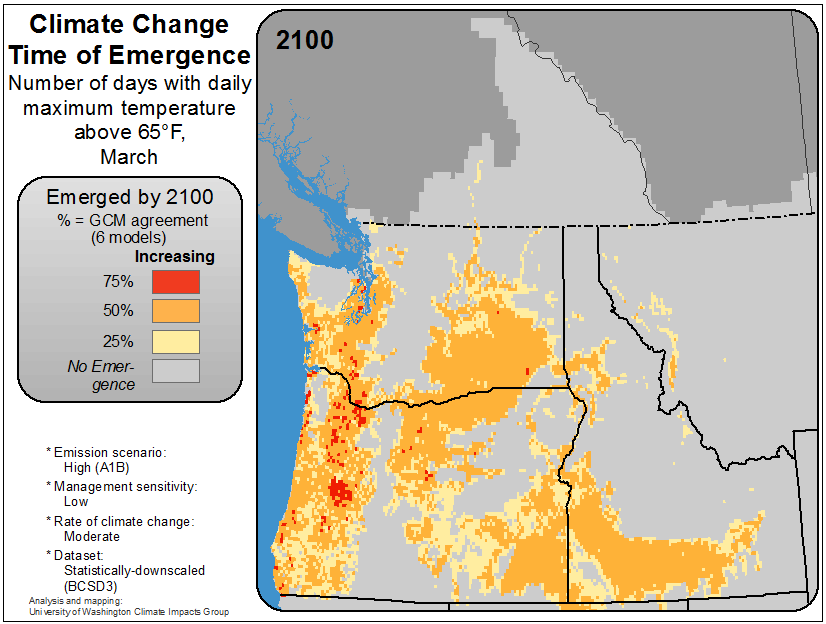 Climate Change
Time of Emergence
Number of days with daily
maximum temperature
above 65°F,
March
2100
Emerged by 2100
% = GCM agreement
(6 models)
Increasing
75%
50%
25%
No Emer-
gence
* Emission scenario:
High (A1B)
* Management sensitivity:
Low
* Rate of climate change:
Moderate
* Dataset:
Statistically-downscaled
(BCSD3)
Analysis and mapping:
University of Washington Climate Impacts Group